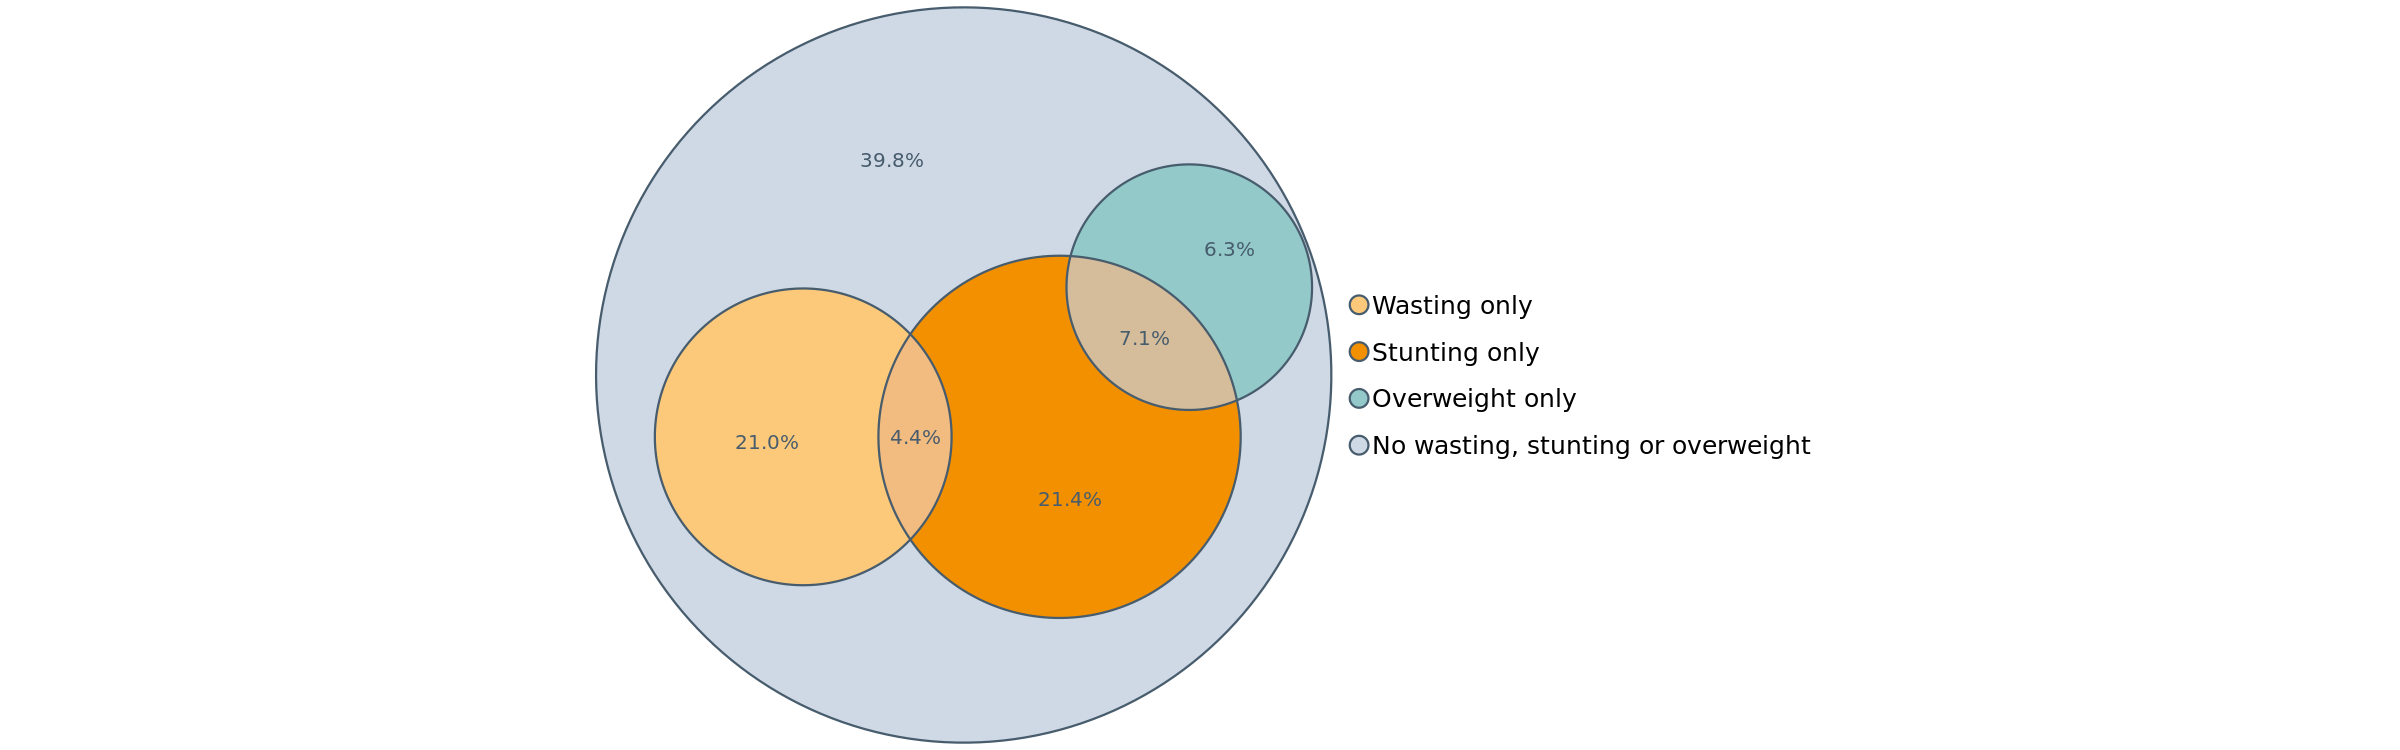 39.8%
6.3%
7.1%
21.0%
4.4%
21.4%
Wasting only
Stunting only
Overweight only
No wasting, stunting or overweight